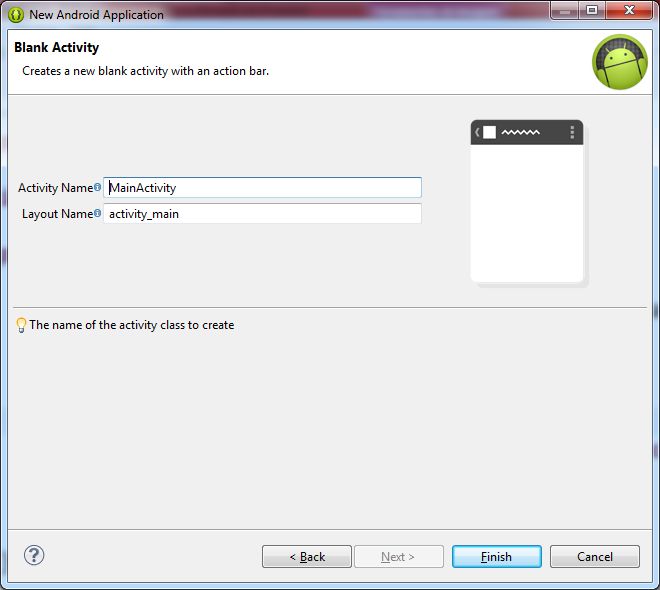 New Android Application
Blank Activity
Creates a new blank activity with an action bar.
Activity Name MainActivity
Layout Name activity_main
The name of the activity class to create
? < Back Next > Finish Cancel